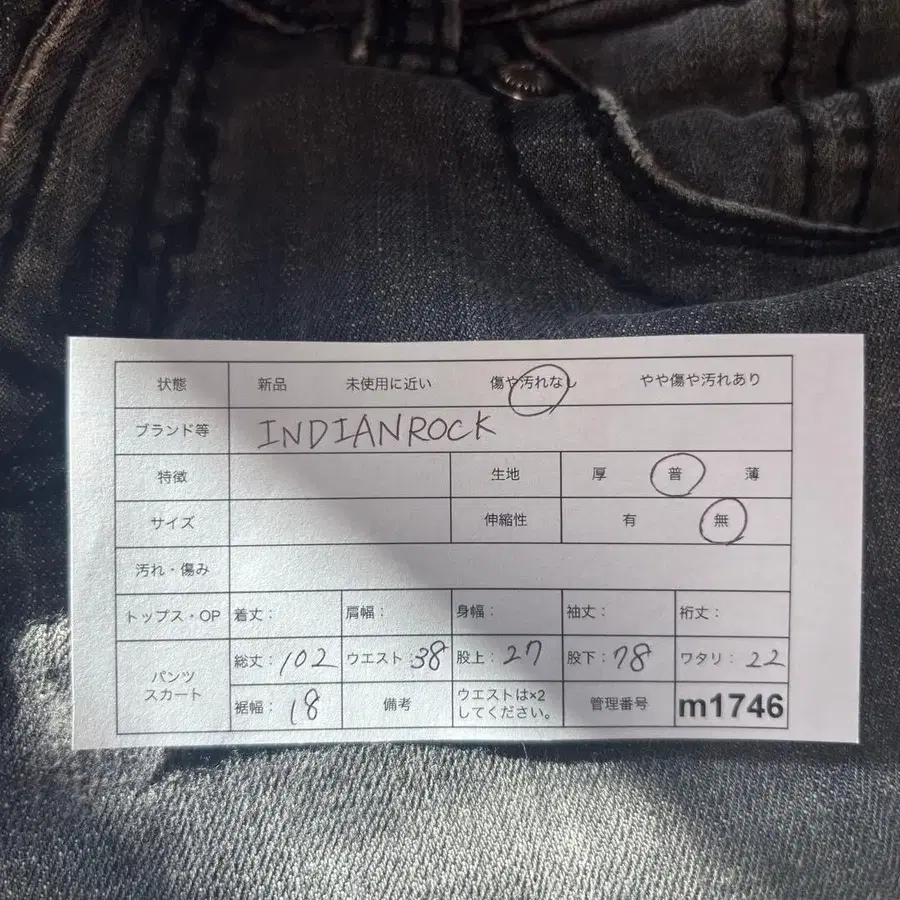 状態 新品 未使用に近い 傷や汚れなし やや傷や汚れあり
ブランド等 INDIANROCK
特徴 生地 厚 普 薄
サイズ 伸縮性 有 無
汚れ・傷み
トップス・OP 着丈: 肩幅: 身幅: 袖丈: 裄丈:
パンツ
スカート
総丈: 102 ウエスト: 38 股上: 27 股下: 78 ワタリ: 22
裾幅: 18 備考 ウエストは×2
してください。 管理番号 m1746